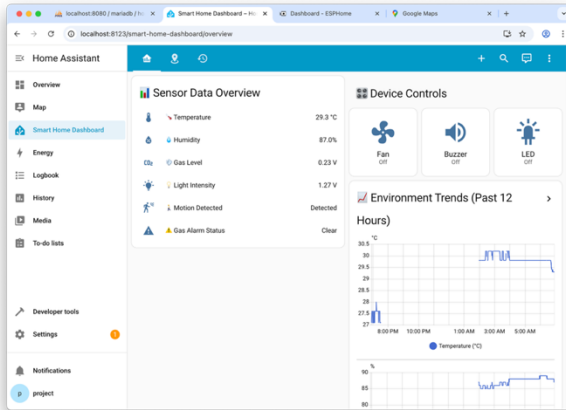 localhost:8080 / mariadb / h
Smart Home Dashboard – Ho
Dashboard - ESPHome
Google Maps
localhost:8123/smart-home-dashboard/overview
Home Assistant
Overview
Map
Smart Home Dashboard
Energy
Logbook
History
Media
To-do lists
Developer tools
Settings
1
Notifications
p project
Sensor Data Overview
Temperature 29.3 °C
Humidity 87.0%
CO₂ Gas Level 0.23 V
Light Intensity 1.27 V
Motion Detected Detected
Gas Alarm Status Clear
Device Controls
Fan
Off
Buzzer
Off
LED
Off
Environment Trends (Past 12
Hours)
°C
30.5
30
29.5
29
28.5
28
27.5
27
8:00 PM 10:00 PM 1:00 AM 3:00 AM 5:00 AM
Temperature (°C)
%
90
85
80